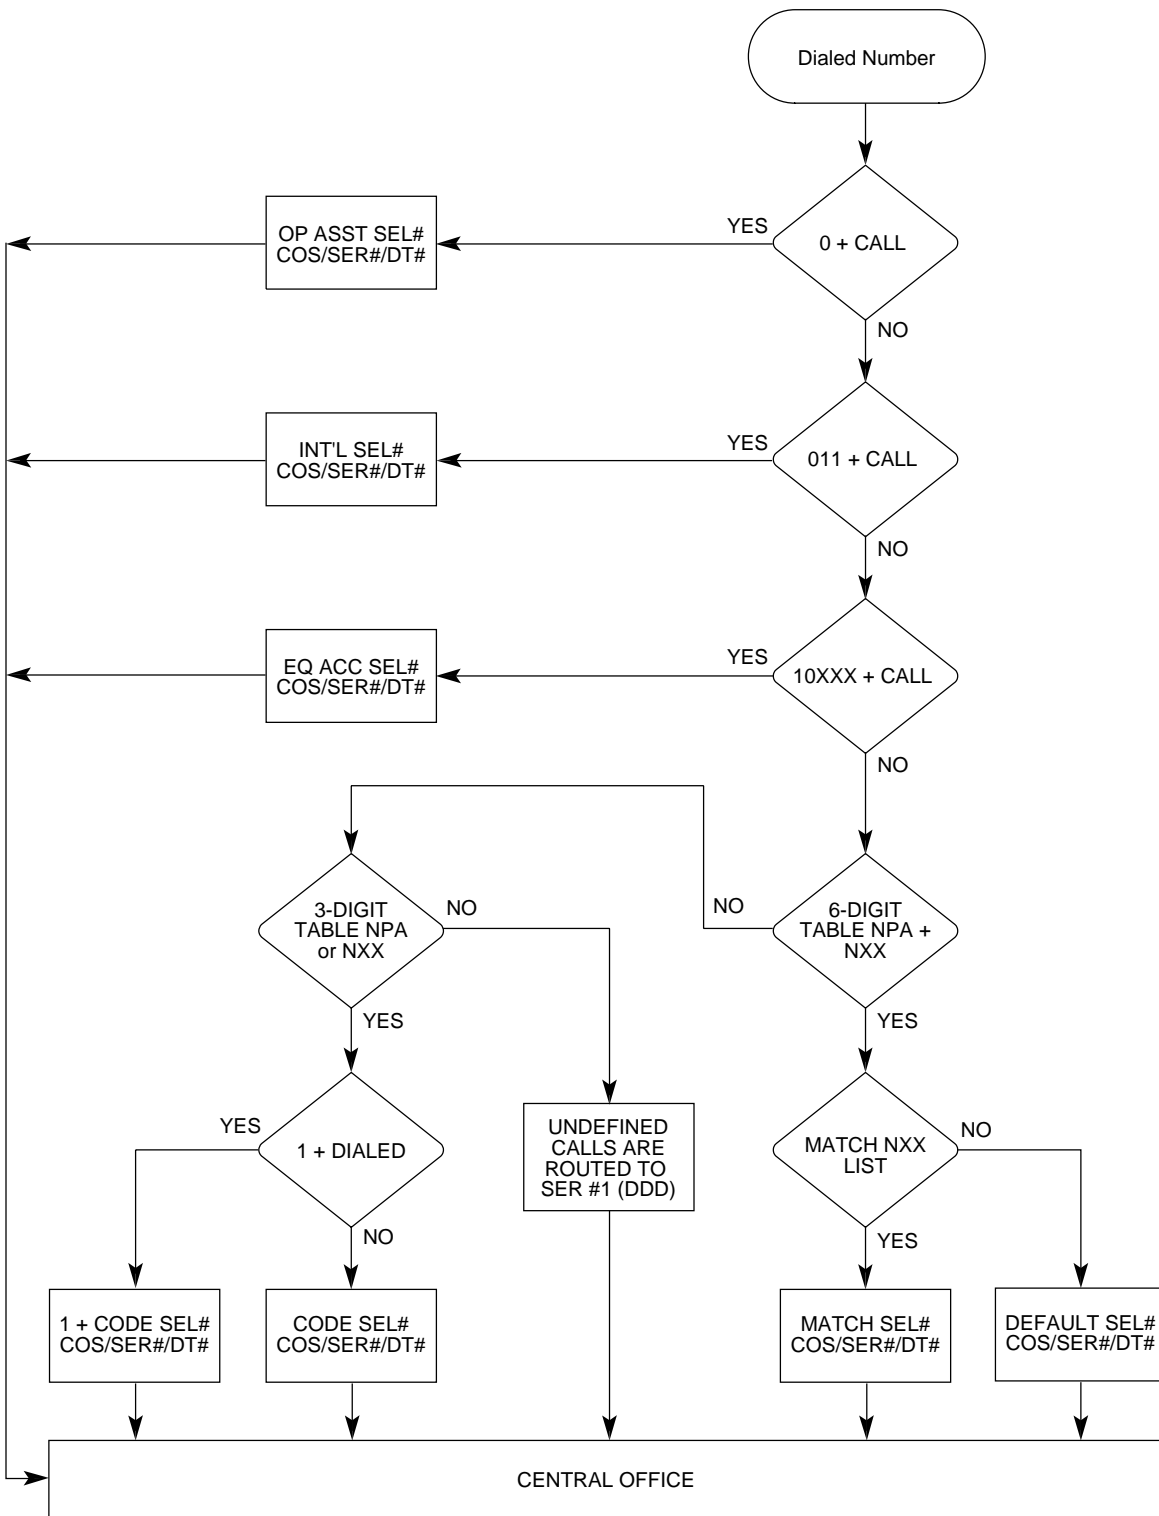 Dialed Number
0 + CALL
YES
NO
OP ASST SEL#
COS/SER#/DT#
011 + CALL
YES
NO
INT'L SEL#
COS/SER#/DT#
10XXX + CALL
YES
NO
EQ ACC SEL#
COS/SER#/DT#
6-DIGIT
TABLE NPA +
NXX
NO
YES
3-DIGIT
TABLE NPA
or NXX
NO
YES
1 + DIALED
YES
NO
UNDEFINED
CALLS ARE
ROUTED TO
SER #1 (DDD)
MATCH NXX
LIST
NO
YES
1 + CODE SEL#
COS/SER#/DT#
CODE SEL#
COS/SER#/DT#
MATCH SEL#
COS/SER#/DT#
DEFAULT SEL#
COS/SER#/DT#
CENTRAL OFFICE